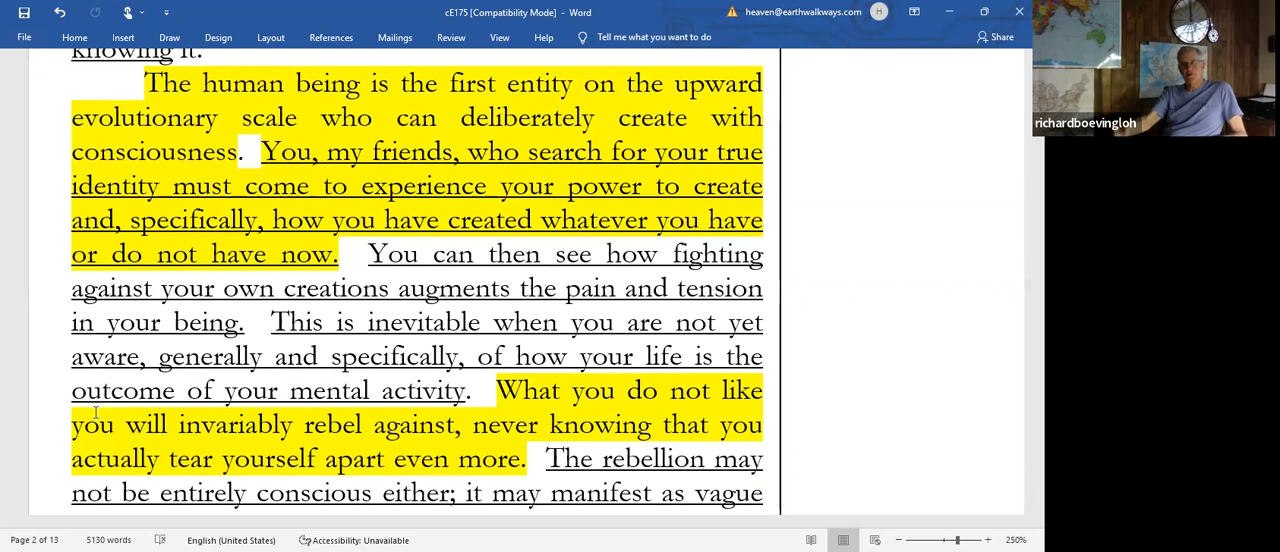 cE175 [Compatibility Mode] - Word
heaven@earthwalkways.com
H
File
Home
Insert
Draw
Design
Layout
References
Mailings
Review
View
Help
Tell me what you want to do
Share
richardboevingloh
knowing it.
The human being is the first entity on the upward
evolutionary scale who can deliberately create with
consciousness. You, my friends, who search for your true
identity must come to experience your power to create
and, specifically, how you have created whatever you have
or do not have now. You can then see how fighting
against your own creations augments the pain and tension
in your being. This is inevitable when you are not yet
aware, generally and specifically, of how your life is the
outcome of your mental activity. What you do not like
you will invariably rebel against, never knowing that you
actually tear yourself apart even more. The rebellion may
not be entirely conscious either; it may manifest as vague
Page 2 of 13
5130 words
English (United States)
Accessibility: Unavailable
250%